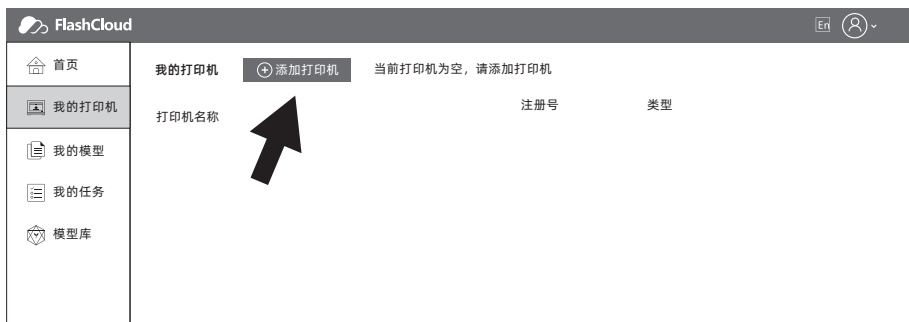 FlashCloud
En
首页
我的打印机
我的模型
我的任务
模型库
我的打印机 添加打印机 当前打印机为空，请添加打印机
打印机名称 注册号 类型